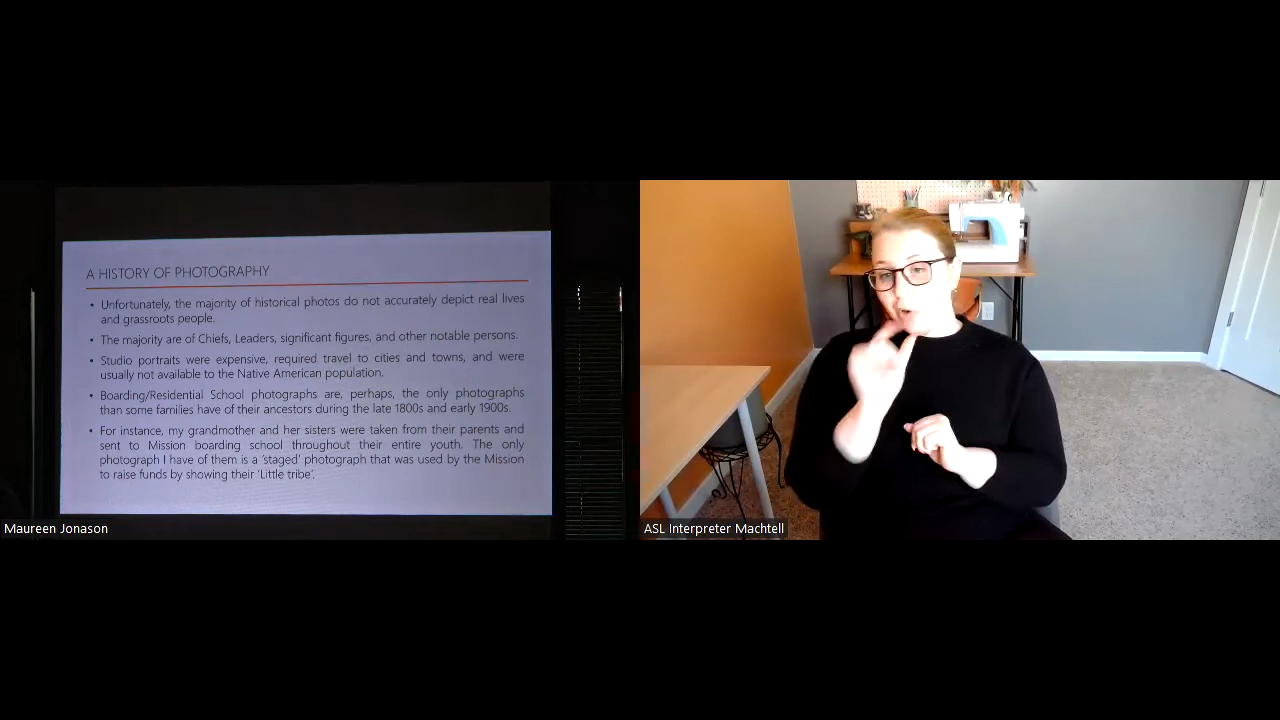 A HISTORY OF PHOTOGRAPHY
• Unfortunately, the majority of historical photos do not accurately depict real lives
and grassroots people.
• The majority are of Chiefs, Leaders, significant figures, and other notable persons.
• Studio portraits were expensive, required travel to cities and towns, and were
usually not available to the Native American population.
• Boarding/Residential School photographs are, perhaps, the only photographs
than some families have of their ancestors during the late 1800s and early 1900s.
• For instance, my grandmother and her sisters were taken from their parents and
sent to Mission boarding school throughout their entire youth. The only
photograph I have of them is a 'staged' photograph that was used by the Mission
to raise funds by showing their 'Little tribe'.
Maureen Jonason
ASL Interpreter Machtell